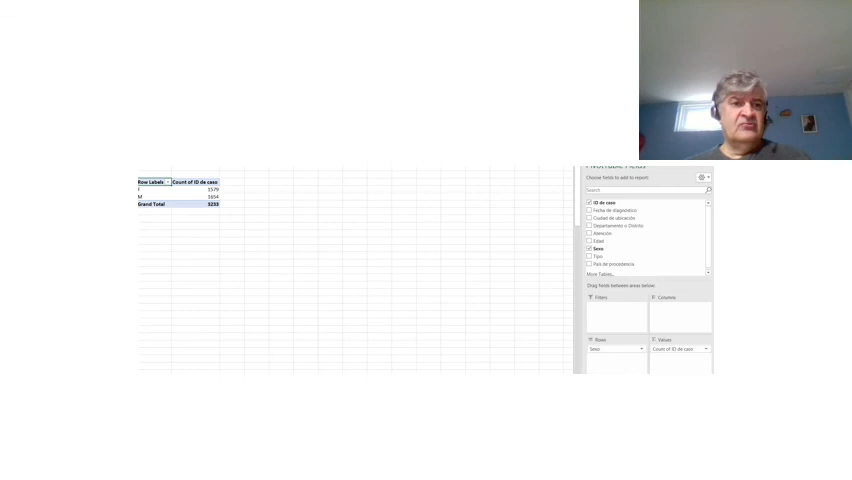 PivotTable Fields
Choose fields to add to report:
Search
Row Labels Count of ID de caso
F 1579
M 1654
Grand Total 3233
ID de caso
Fecha de diagnóstico
Ciudad de ubicación
Departamento o Distrito
Atención
Edad
Sexo
Tipo
País de procedencia
More Tables...
Drag fields between areas below:
Filters
Columns
Rows
Values
Sexo
Count of ID de caso